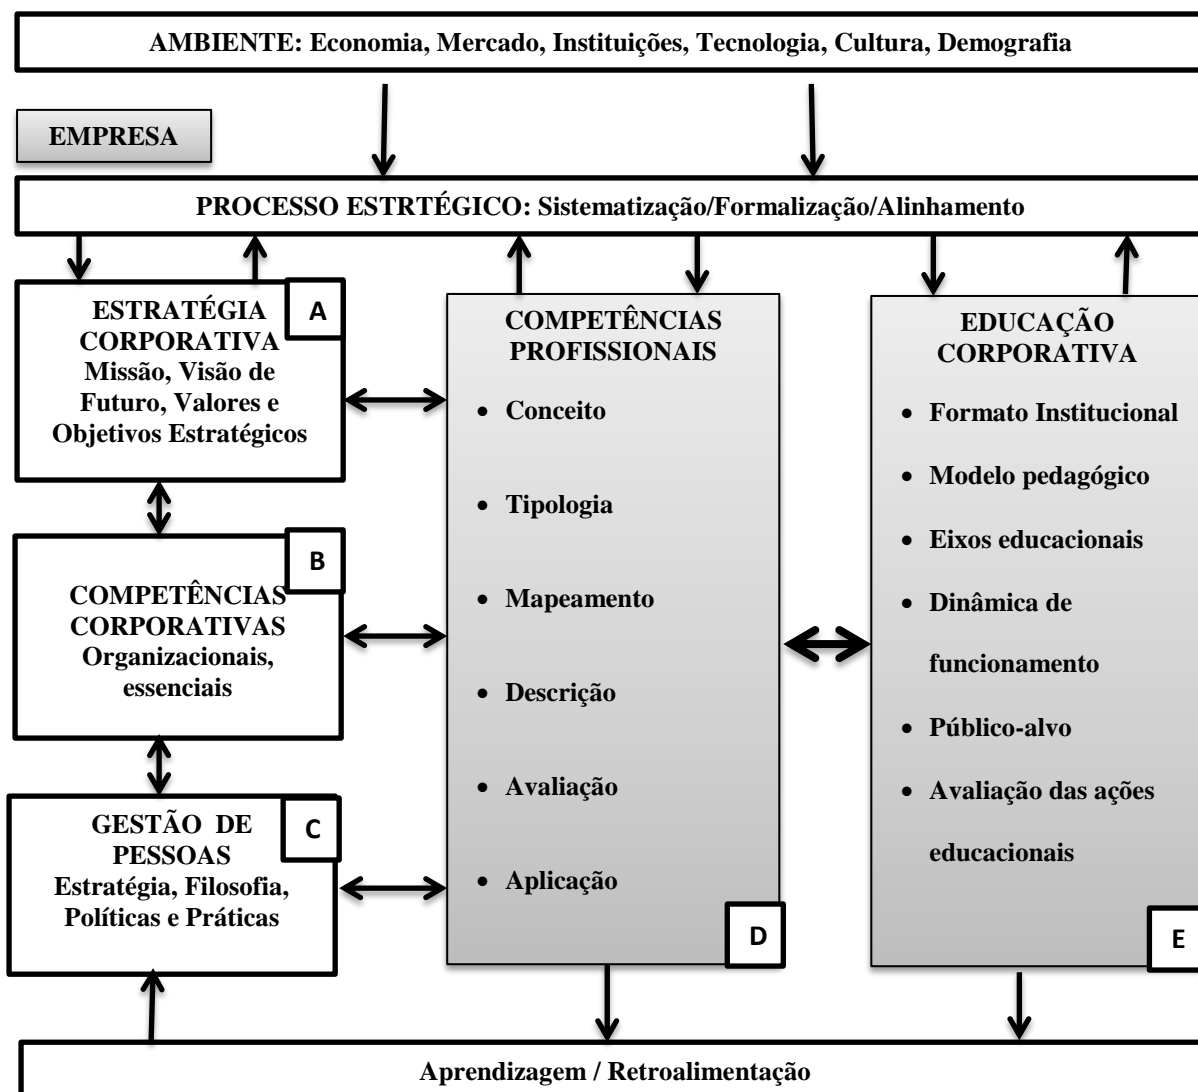 AMBIENTE: Economia, Mercado, Instituições, Tecnologia, Cultura, Demografia
EMPRESA
PROCESSO ESTRTÉGICO: Sistematização/Formalização/Alinhamento
A
ESTRATÉGIA
CORPORATIVA
Missão, Visão de
Futuro, Valores e
Objetivos Estratégicos
B
COMPETÊNCIAS
CORPORATIVAS
Organizacionais,
essenciais
C
GESTÃO DE
PESSOAS
Estratégia, Filosofia,
Políticas e Práticas
COMPETÊNCIAS
PROFISSIONAIS
• Conceito
• Tipologia
• Mapeamento
• Descrição
• Avaliação
• Aplicação
D
EDUCAÇÃO
CORPORATIVA
• Formato Institucional
• Modelo pedagógico
• Eixos educacionais
• Dinâmica de
funcionamento
• Público-alvo
• Avaliação das ações
educacionais
E
Aprendizagem / Retroalimentação